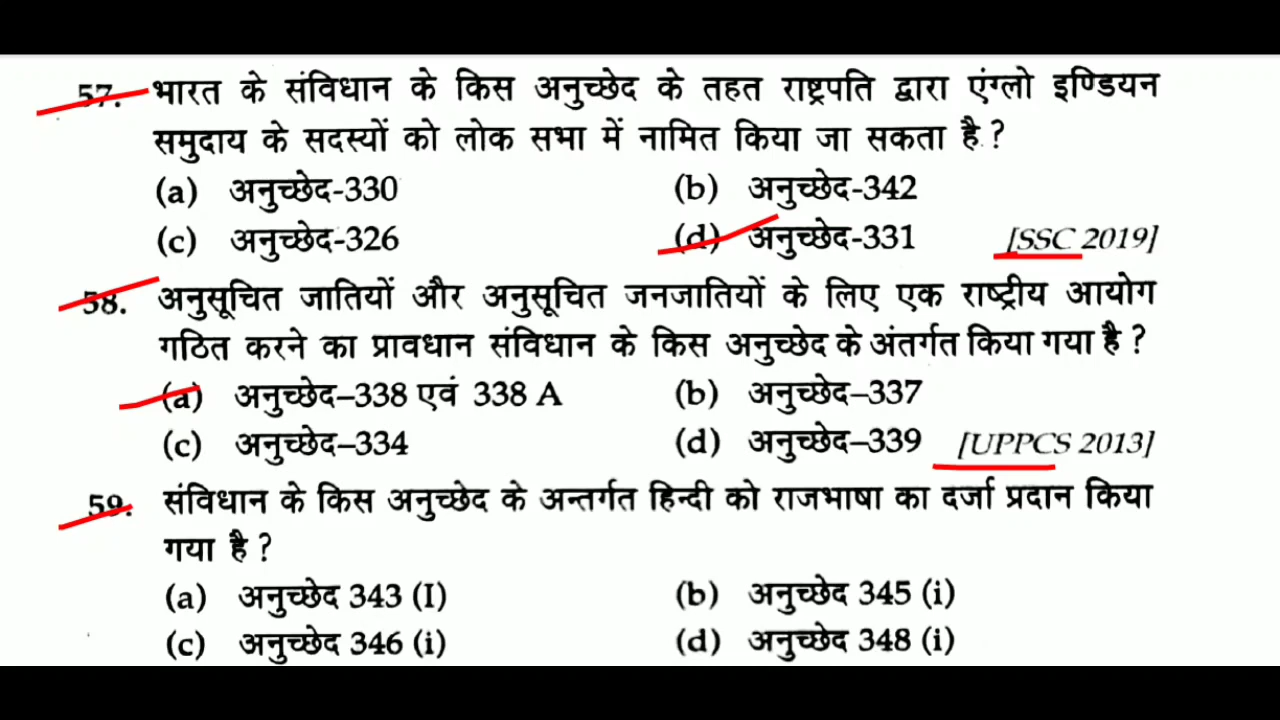 57. भारत के संविधान के किस अनुच्छेद के तहत राष्ट्रपति द्वारा एंग्लो इण्डियन
समुदाय के सदस्यों को लोक सभा में नामित किया जा सकता है ?
(a) अनुच्छेद-330 (b) अनुच्छेद-342
(c) अनुच्छेद-326 (d) अनुच्छेद-331 [SSC 2019]
58. अनुसूचित जातियों और अनुसूचित जनजातियों के लिए एक राष्ट्रीय आयोग
गठित करने का प्रावधान संविधान के किस अनुच्छेद के अंतर्गत किया गया है ?
(a) अनुच्छेद–338 एवं 338 A (b) अनुच्छेद–337
(c) अनुच्छेद–334 (d) अनुच्छेद–339 [UPPCS 2013]
59. संविधान के किस अनुच्छेद के अन्तर्गत हिन्दी को राजभाषा का दर्जा प्रदान किया
गया है ?
(a) अनुच्छेद 343 (I) (b) अनुच्छेद 345 (i)
(c) अनुच्छेद 346 (i) (d) अनुच्छेद 348 (i)